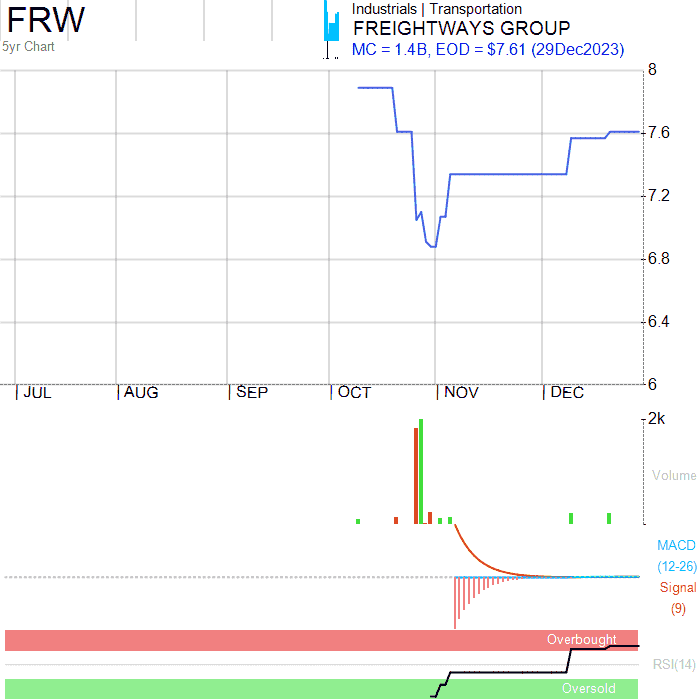 FRW
5yr Chart
Industrials | Transportation
FREIGHTWAYS GROUP
MC = 1.4B, EOD = $7.61 (29Dec2023)
8
7.6
7.2
6.8
6.4
6
JUL AUG SEP OCT NOV DEC
2k
Volume
MACD
(12-26)
Signal
(9)
Overbought
RSI(14)
Oversold